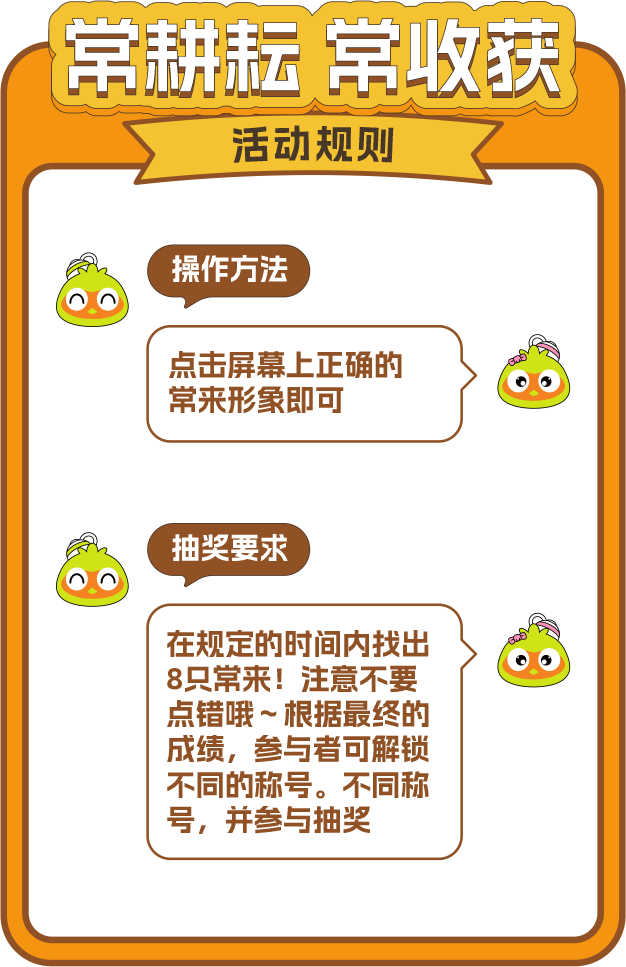 常耕耘 常收获
活动规则
操作方法
点击屏幕上正确的
常来形象即可
抽奖要求
在规定的时间内找出
8只常来！注意不要
点错哦～根据最终的
成绩，参与者可解锁
不同的称号。不同称
号，并参与抽奖